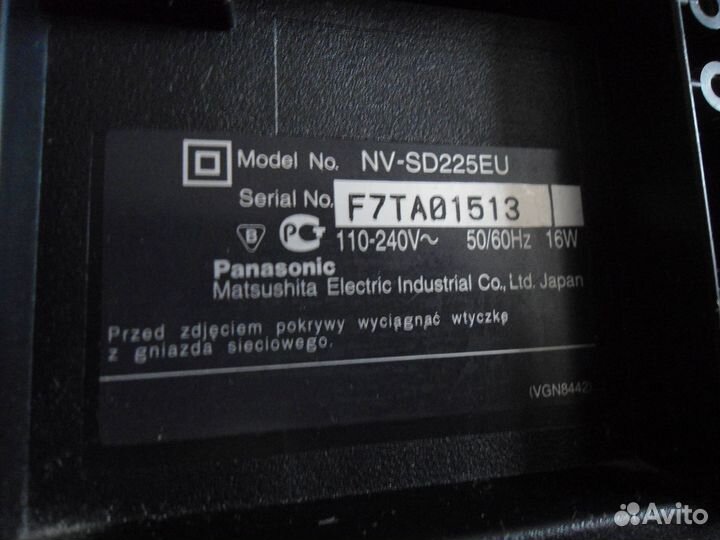 Model No. NV-SD225EU
Serial No. F7TA01513
B PCT 110-240V~ 50/60Hz 16W
Panasonic
Matsushita Electric Industrial Co., Ltd. Japan
Przed zdjęciem pokrywy wyciągnąć wtyczkę
z gniazda sieciowego.
(VGN8442)
Avito